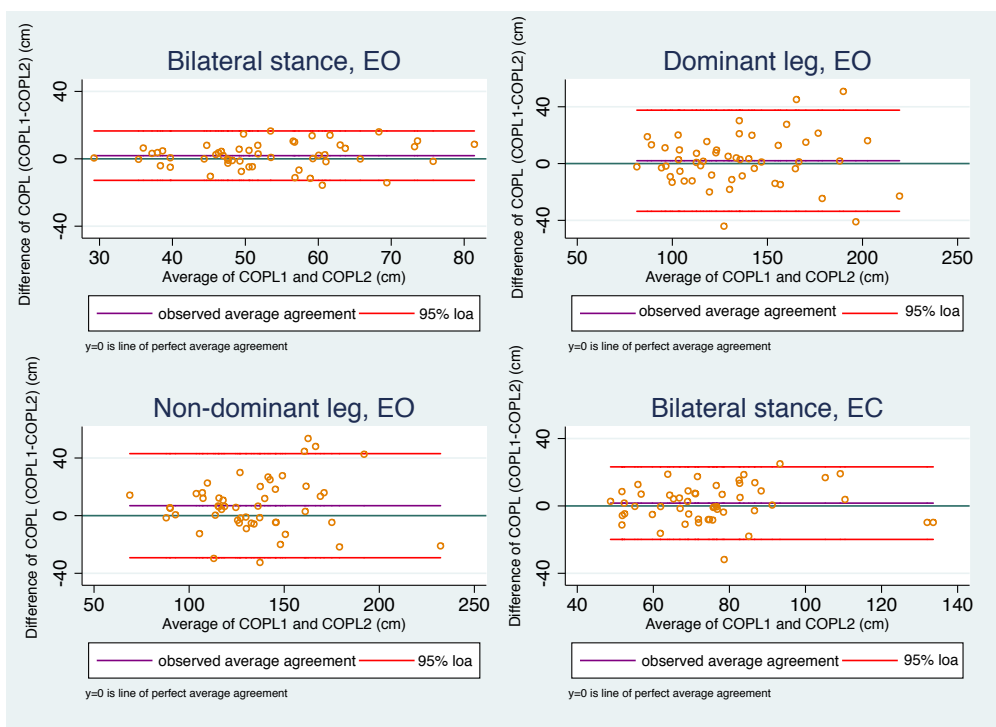 Bilateral stance, EO
Difference of COPL (COPL1-COPL2) (cm)
40
0
-40
30 40 50 60 70 80
Average of COPL1 and COPL2 (cm)
observed average agreement 95% loa
y=0 is line of perfect average agreement
Dominant leg, EO
Difference of COPL (COPL1-COPL2) (cm)
40
0
-40
50 100 150 200 250
Average of COPL1 and COPL2 (cm)
observed average agreement 95% loa
y=0 is line of perfect average agreement
Non-dominant leg, EO
Difference of COPL (COPL1-COPL2) (cm)
40
0
-40
50 100 150 200 250
Average of COPL1 and COPL2 (cm)
observed average agreement 95% loa
y=0 is line of perfect average agreement
Bilateral stance, EC
Difference of COPL (COPL1-COPL2) (cm)
40
0
-40
40 60 80 100 120 140
Average of COPL1 and COPL2 (cm)
observed average agreement 95% loa
y=0 is line of perfect average agreement